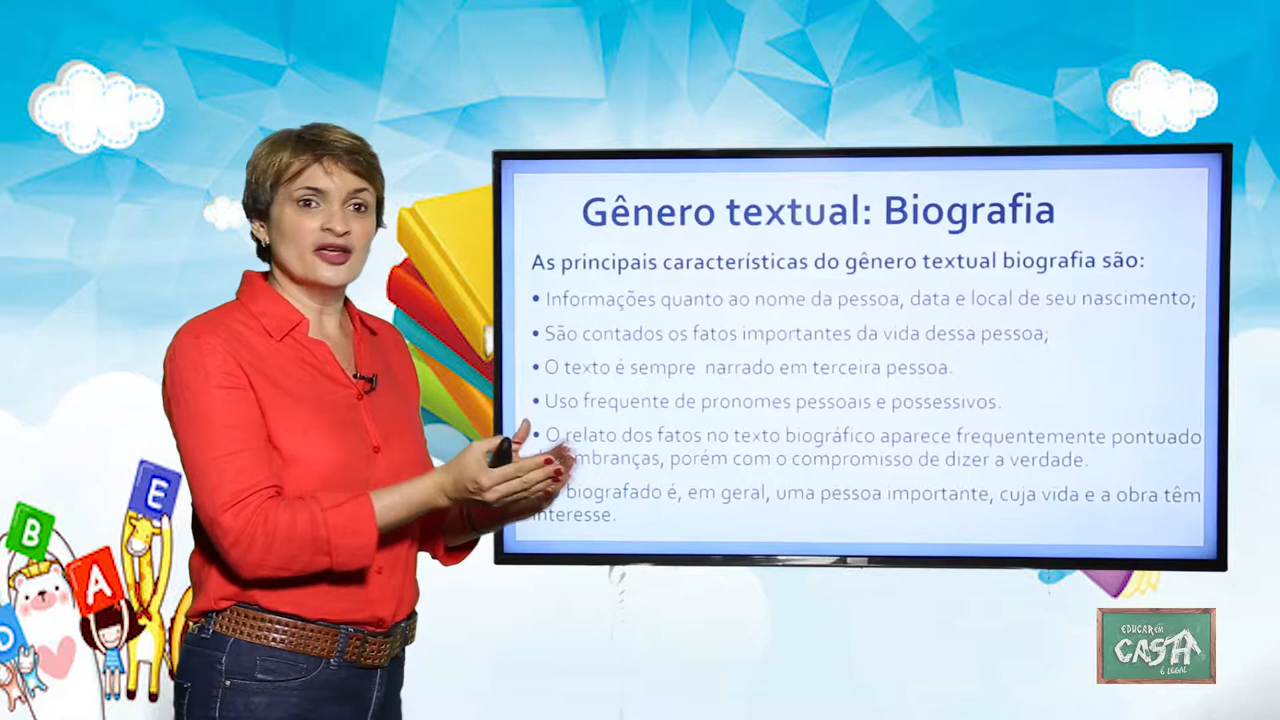 Gênero textual: Biografia
As principais características do gênero textual biografia são:
• Informações quanto ao nome da pessoa, data e local de seu nascimento;
• São contados os fatos importantes da vida dessa pessoa;
• O texto é sempre narrado em terceira pessoa.
• Uso frequente de pronomes pessoais e possessivos.
• O relato dos fatos no texto biográfico aparece frequentemente pontuado
porém com o compromisso de dizer a verdade.
biografado é, em geral, uma pessoa importante, cuja vida e a obra têm
interesse.
E
B
A
EDUCAR EM
CASA
É LEGAL